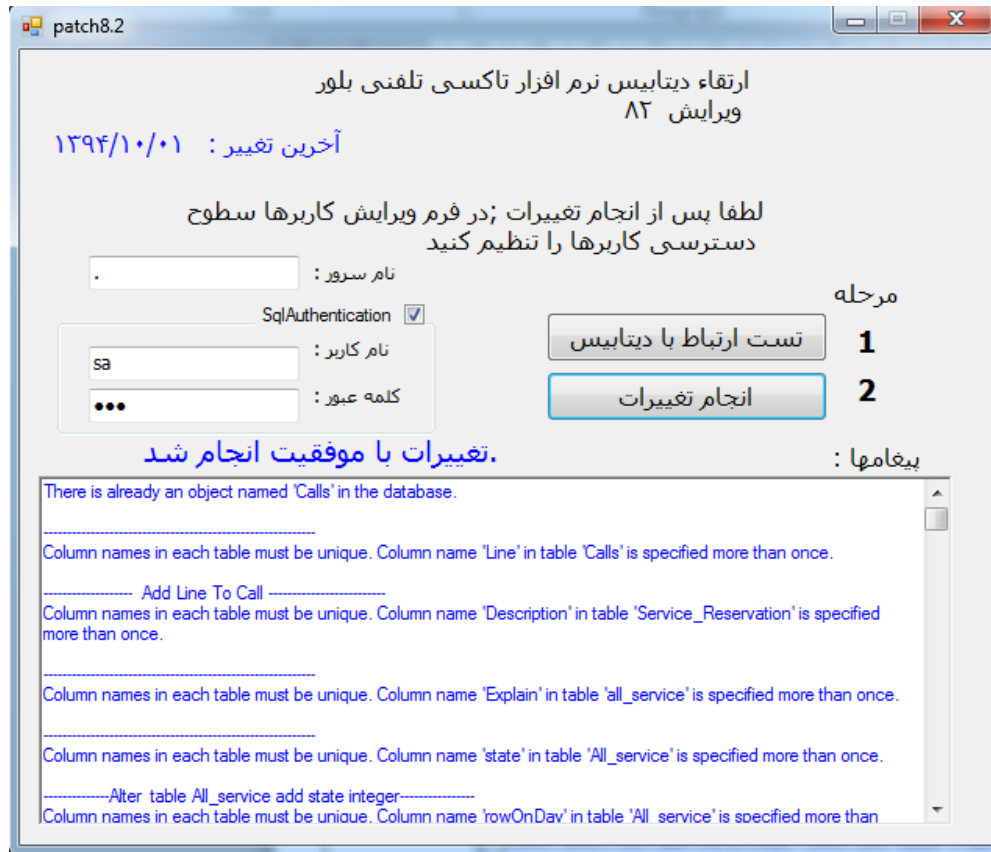 patch8.2
ارتقاء دیتابیس نرم افزار تاکسی تلفنی بلور
ویرایش ۸۲
آخرین تغییر : ۱۳۹۴/۱۰/۰۱
لطفا پس از انجام تغییرات ;در فرم ویرایش کاربرها سطوح
دسترسی کاربرها را تنظیم کنید
نام سرور :
.
SqlAuthentication
نام کاربر :
sa
کلمه عبور :
●●●
مرحله
تست ارتباط با دیتابیس
1
انجام تغییرات
2
.تغییرات با موفقیت انجام شد
پیغامها :
There is already an object named 'Calls' in the database.
------------------------------------------------------------
Column names in each table must be unique. Column name 'Line' in table 'Calls' is specified more than once.
-------------------- Add Line To Call --------------------------
Column names in each table must be unique. Column name 'Description' in table 'Service_Reservation' is specified
more than once.
------------------------------------------------------------
Column names in each table must be unique. Column name 'Explain' in table 'all_service' is specified more than once.
------------------------------------------------------------
Column names in each table must be unique. Column name 'state' in table 'All_service' is specified more than once.
---------------Alter table All_service add state integer-----------------
Column names in each table must be unique. Column name 'rowOnDay' in table 'All_service' is specified more than